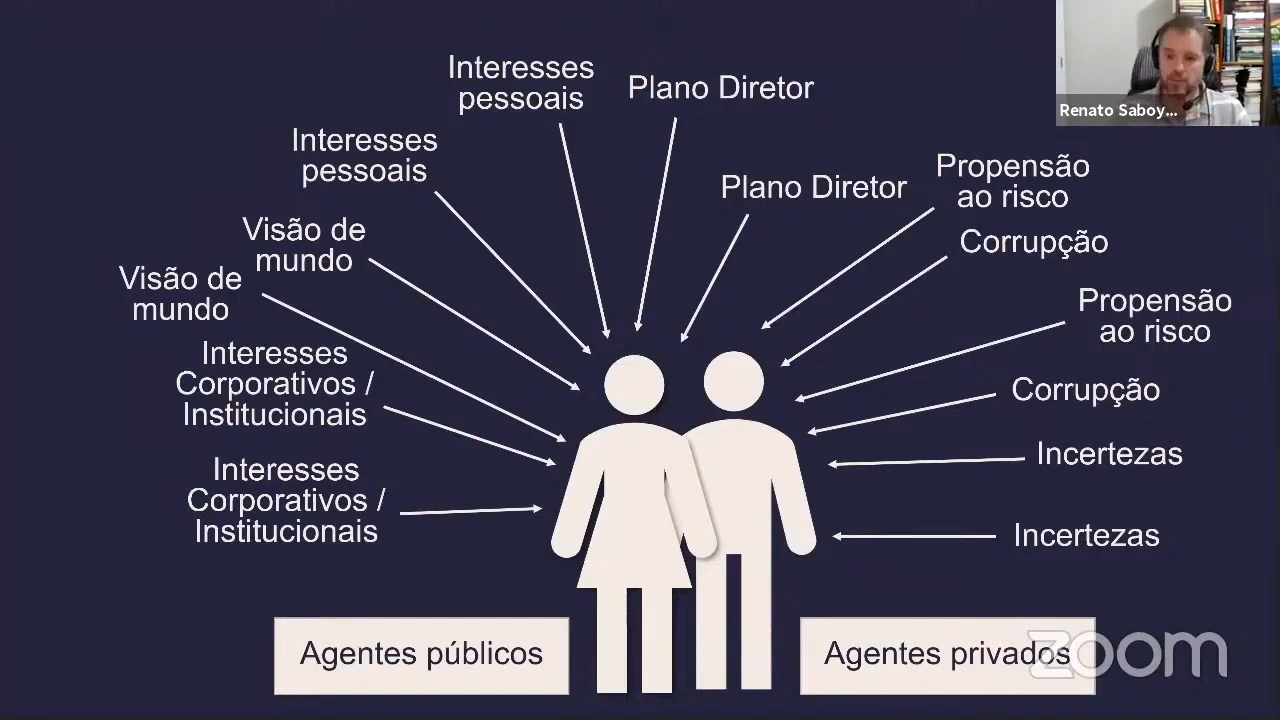 Interesses
pessoais
Plano Diretor
Renato Saboy...
Interesses
pessoais
Plano Diretor
Propensão
ao risco
Visão de
mundo
Corrupção
Visão de
mundo
Propensão
ao risco
Interesses
Corporativos /
Institucionais
Corrupção
Interesses
Corporativos /
Institucionais
Incertezas
Incertezas
Agentes públicos
Agentes privados
zoom